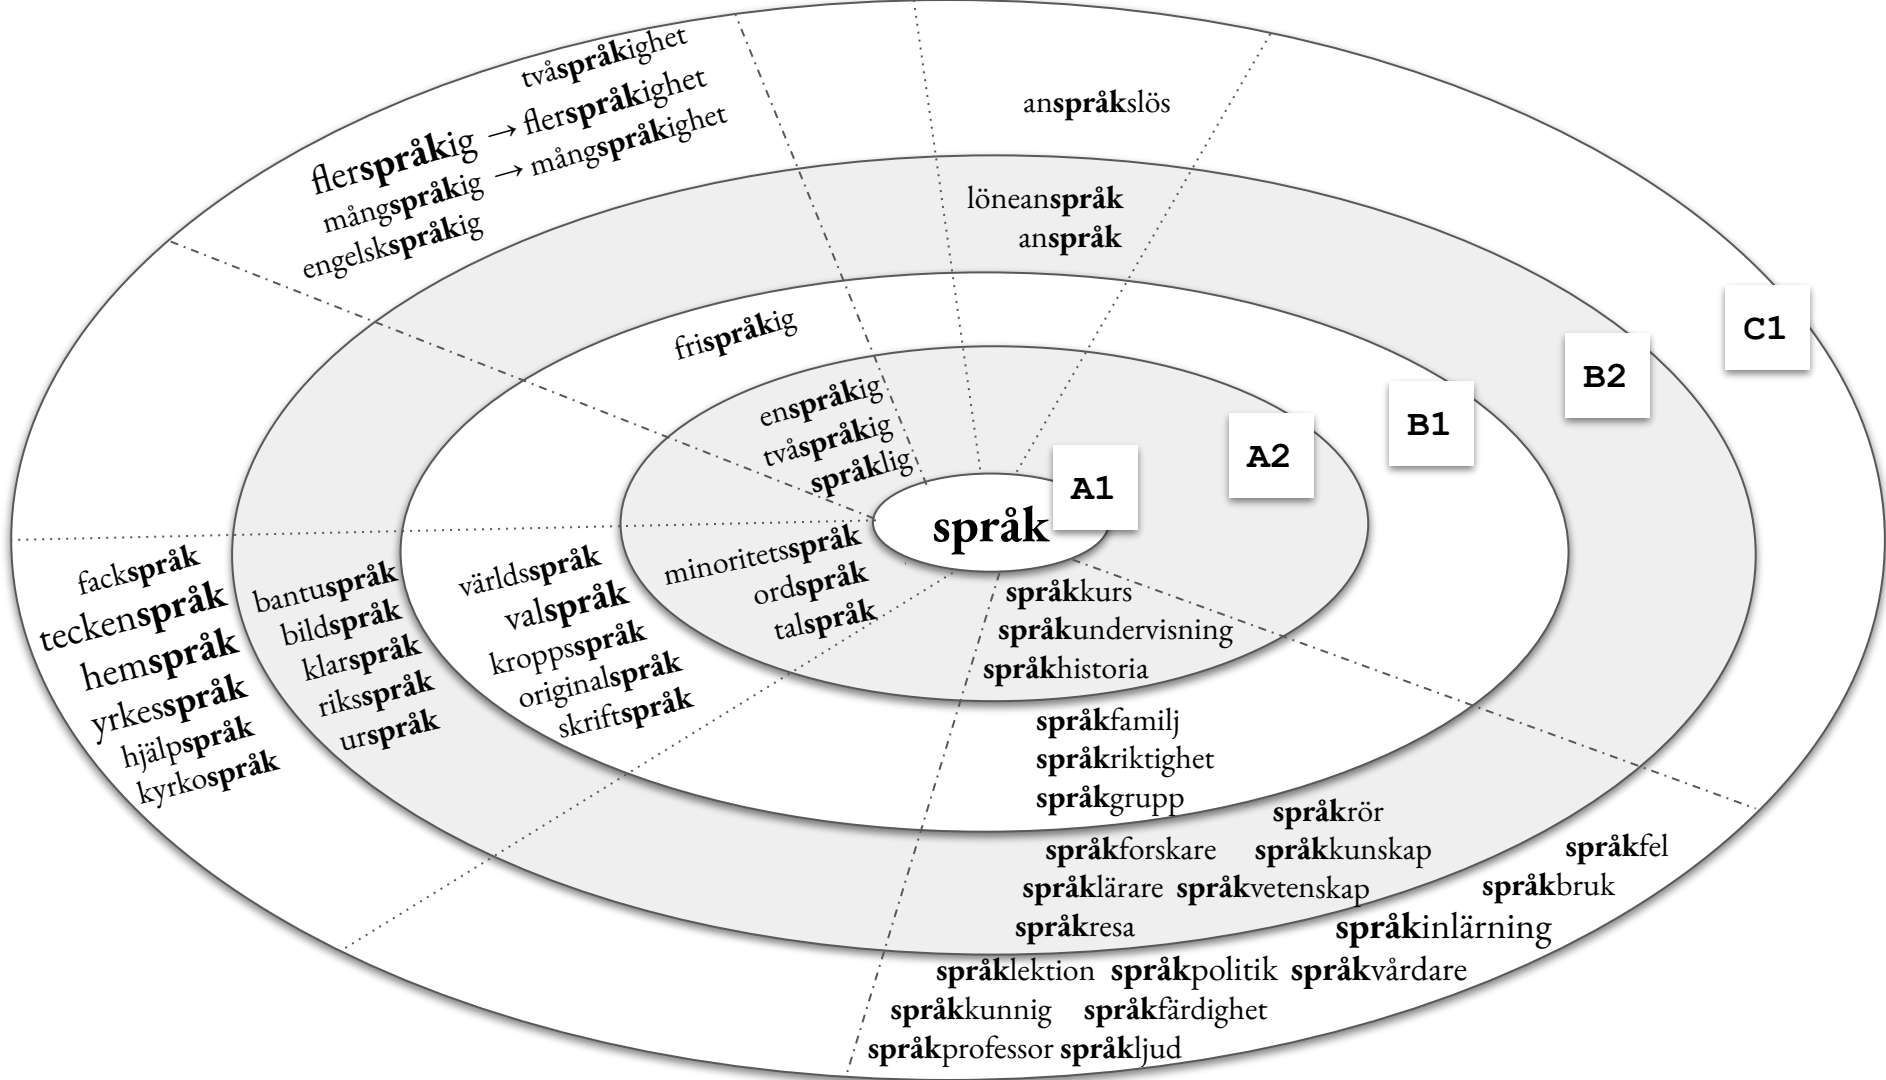 tvåspråkighet
flerspråkig → flerspråkighet
mångspråkig → mångspråkighet
engelskspråkig
anspråkslös
löneanspråk
anspråk
frispråkig
enspråkig
tvåspråkig
språklig
C1
B2
B1
A2
A1
språk
fackspråk
teckenspråk
hemspråk
yrkesspråk
hjälpspråk
kyrkospråk
bantuspråk
bildspråk
klarspråk
riksspråk
urspråk
världsspråk
valspråk
kroppsspråk
originalspråk
skriftspråk
minoritetsspråk
ordspråk
talspråk
språkkurs
språkundervisning
språkhistoria
språkfamilj
språkriktighet
språkgrupp
språkrör
språkforskare språkkunskap
språklärare språkvetenskap
språkresa
språkfel
språkbruk
språkinlärning
språklektion språkpolitik språkvårdare
språkkunnig språkfärdighet
språkprofessor språkljud